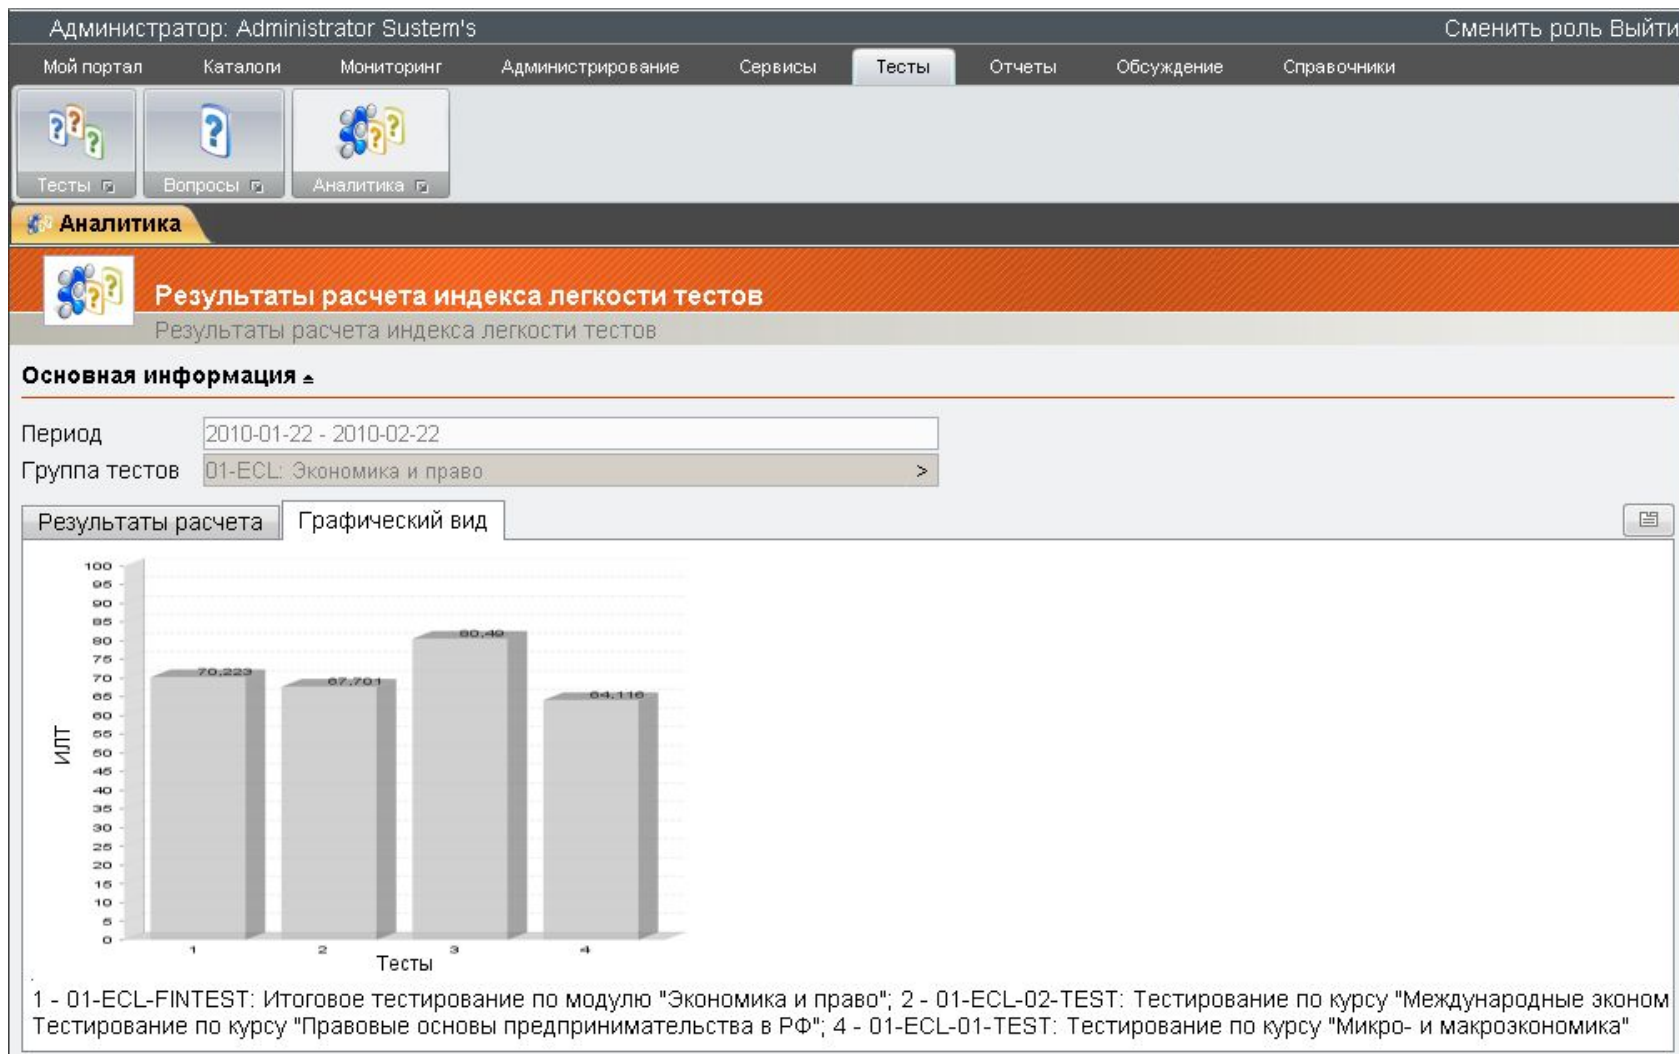 Администратор: Administrator Sustem's Сменить роль Выйти
Мой портал Каталоги Мониторинг Администрирование Сервисы Тесты Отчеты Обсуждение Справочники
Тесты Вопросы Аналитика
Аналитика
Результаты расчета индекса легкости тестов
Результаты расчета индекса легкости тестов
Основная информация
Период 2010-01-22 - 2010-02-22
Группа тестов 01-ECL: Экономика и право >
Результаты расчета Графический вид
100
95
90
85
80
75
70
65
60
55
50
45
40
35
30
25
20
15
10
5
0
ИЛТ
70,223 67,701 80,49 64,116
1 2 3 4
Тесты
1 - 01-ECL-FINTEST: Итоговое тестирование по модулю "Экономика и право"; 2 - 01-ECL-02-TEST: Тестирование по курсу "Международные эконом
Тестирование по курсу "Правовые основы предпринимательства в РФ"; 4 - 01-ECL-01-TEST: Тестирование по курсу "Микро- и макроэкономика"